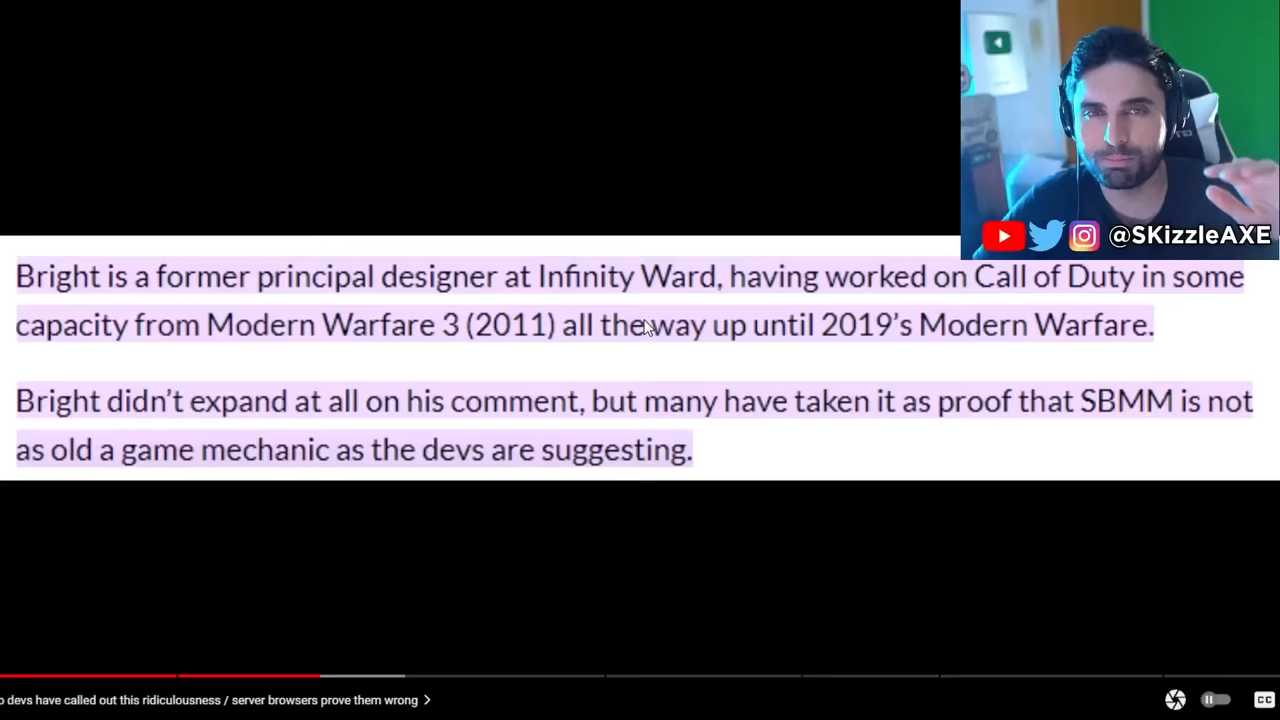 @SKizzleAXE
Bright is a former principal designer at Infinity Ward, having worked on Call of Duty in some
capacity from Modern Warfare 3 (2011) all the way up until 2019’s Modern Warfare.
Bright didn’t expand at all on his comment, but many have taken it as proof that SBMM is not
as old a game mechanic as the devs are suggesting.
devs have called out this ridiculousness / server browsers prove them wrong
CC